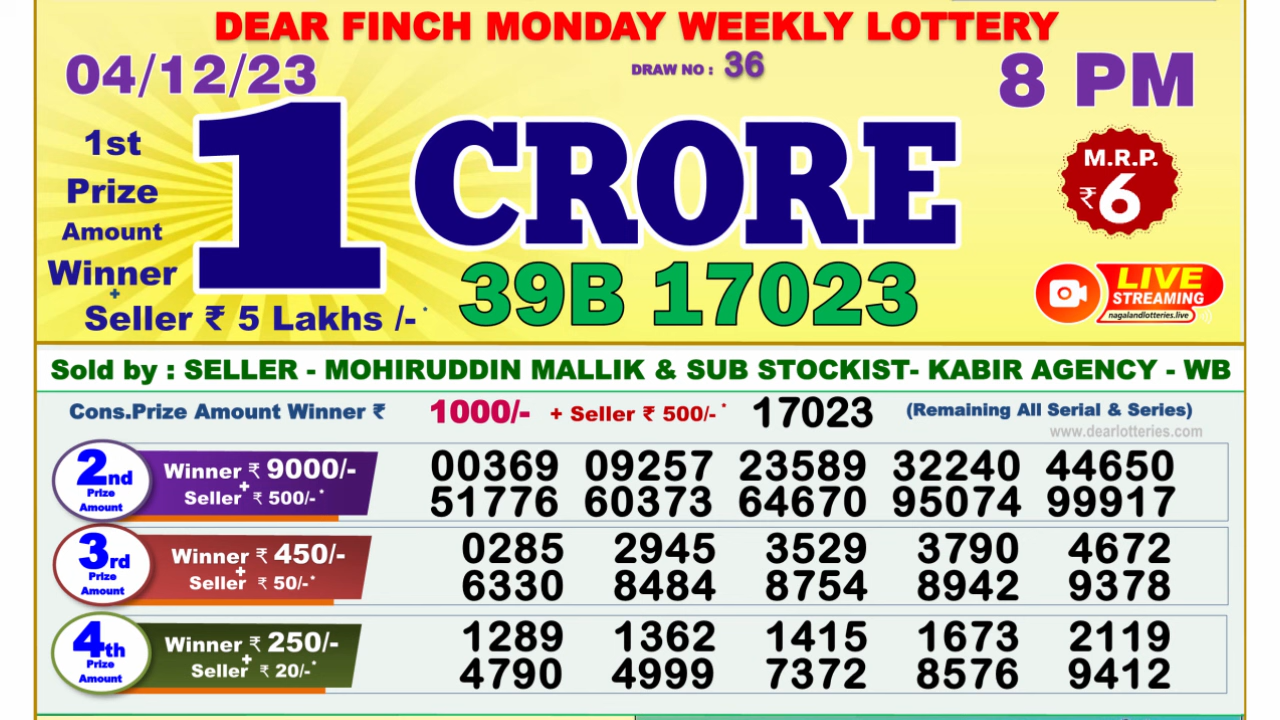 DEAR FINCH MONDAY WEEKLY LOTTERY
04/12/23
DRAW NO : 36
8 PM
1st
Prize
Amount
Winner
+
Seller ₹ 5 Lakhs /-*
1 CRORE
39B 17023
M.R.P.
₹6
LIVE
STREAMING
nagalandlotteries.live
Sold by : SELLER - MOHIRUDDIN MALLIK & SUB STOCKIST- KABIR AGENCY - WB
Cons.Prize Amount Winner ₹ 1000/- + Seller ₹ 500/-* 17023 (Remaining All Serial & Series)
www.dearlotteries.com
2nd
Prize
Amount
Winner ₹ 9000/-
+
Seller ₹ 500/-*
00369 09257 23589 32240 44650
51776 60373 64670 95074 99917
3rd
Prize
Amount
Winner ₹ 450/-
+
Seller ₹ 50/-*
0285 2945 3529 3790 4672
6330 8484 8754 8942 9378
4th
Prize
Amount
Winner ₹ 250/-
+
Seller ₹ 20/-*
1289 1362 1415 1673 2119
4790 4999 7372 8576 9412